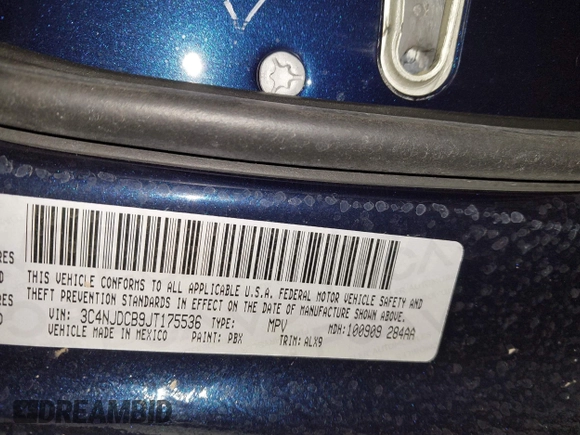 RES
D
RES
D
THIS VEHICLE CONFORMS TO ALL APPLICABLE U.S.A. FEDERAL MOTOR VEHICLE SAFETY AND
THEFT PREVENTION STANDARDS IN EFFECT ON THE DATE OF MANUFACTURE SHOWN ABOVE.
VIN: 3C4NJDCB9JT175536 TYPE: MPV MDH:100909 284AA
VEHICLE MADE IN MEXICO PAINT: PBX TRIM:ALX9
DREAMBID